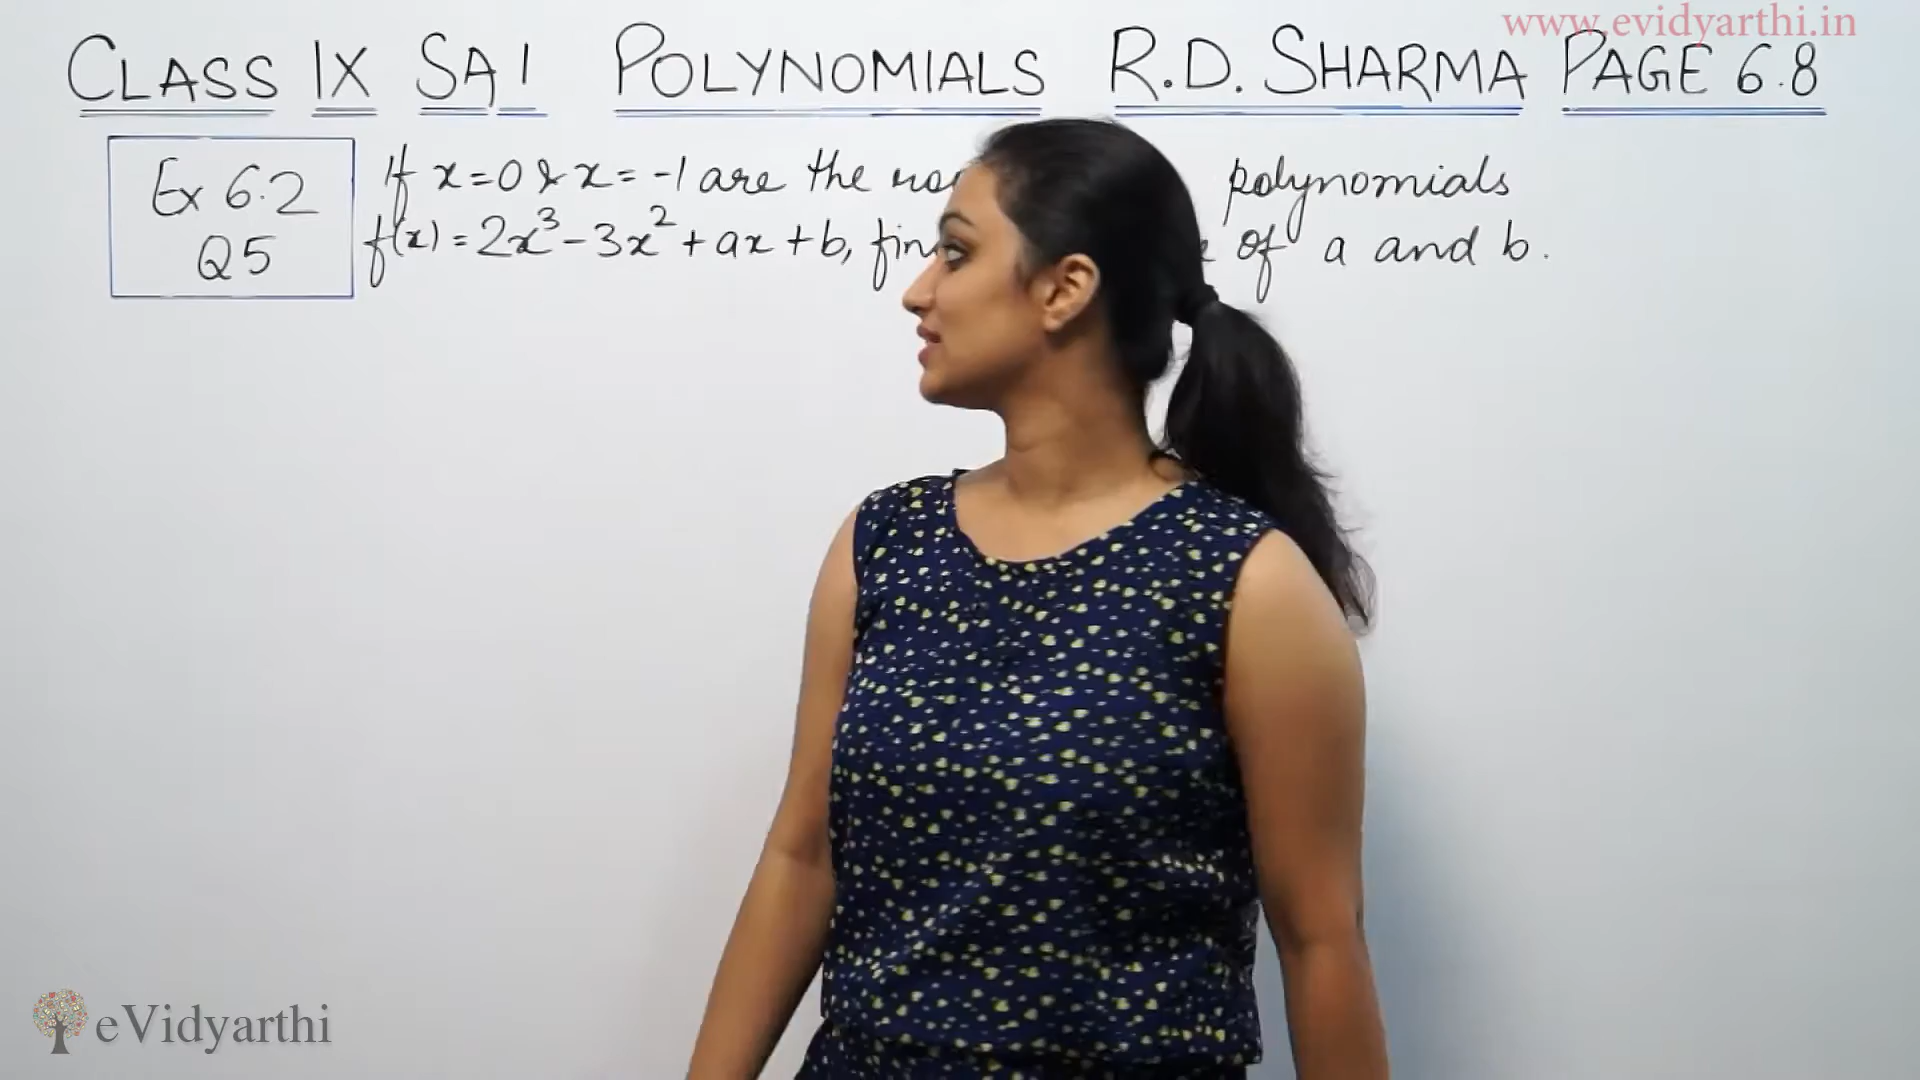 www.evidyarthi.in
CLASS IX SA1 POLYNOMIALS R.D. SHARMA PAGE 6.8
Ex 6.2
Q5
If x=0 & x=-1 are the polynomials
f(x) = 2x³ - 3x² + ax + b, of a and b.
eVidyarthi